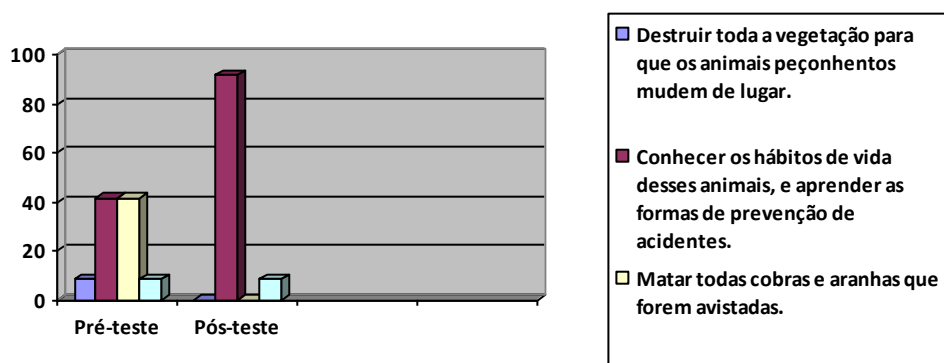 100
80
60
40
20
0
Pré-teste
Pós-teste
Destruir toda a vegetação para
que os animais peçonhentos
mudem de lugar.
Conhecer os hábitos de vida
desses animais, e aprender as
formas de prevenção de
acidentes.
Matar todas cobras e aranhas que
forem avistadas.